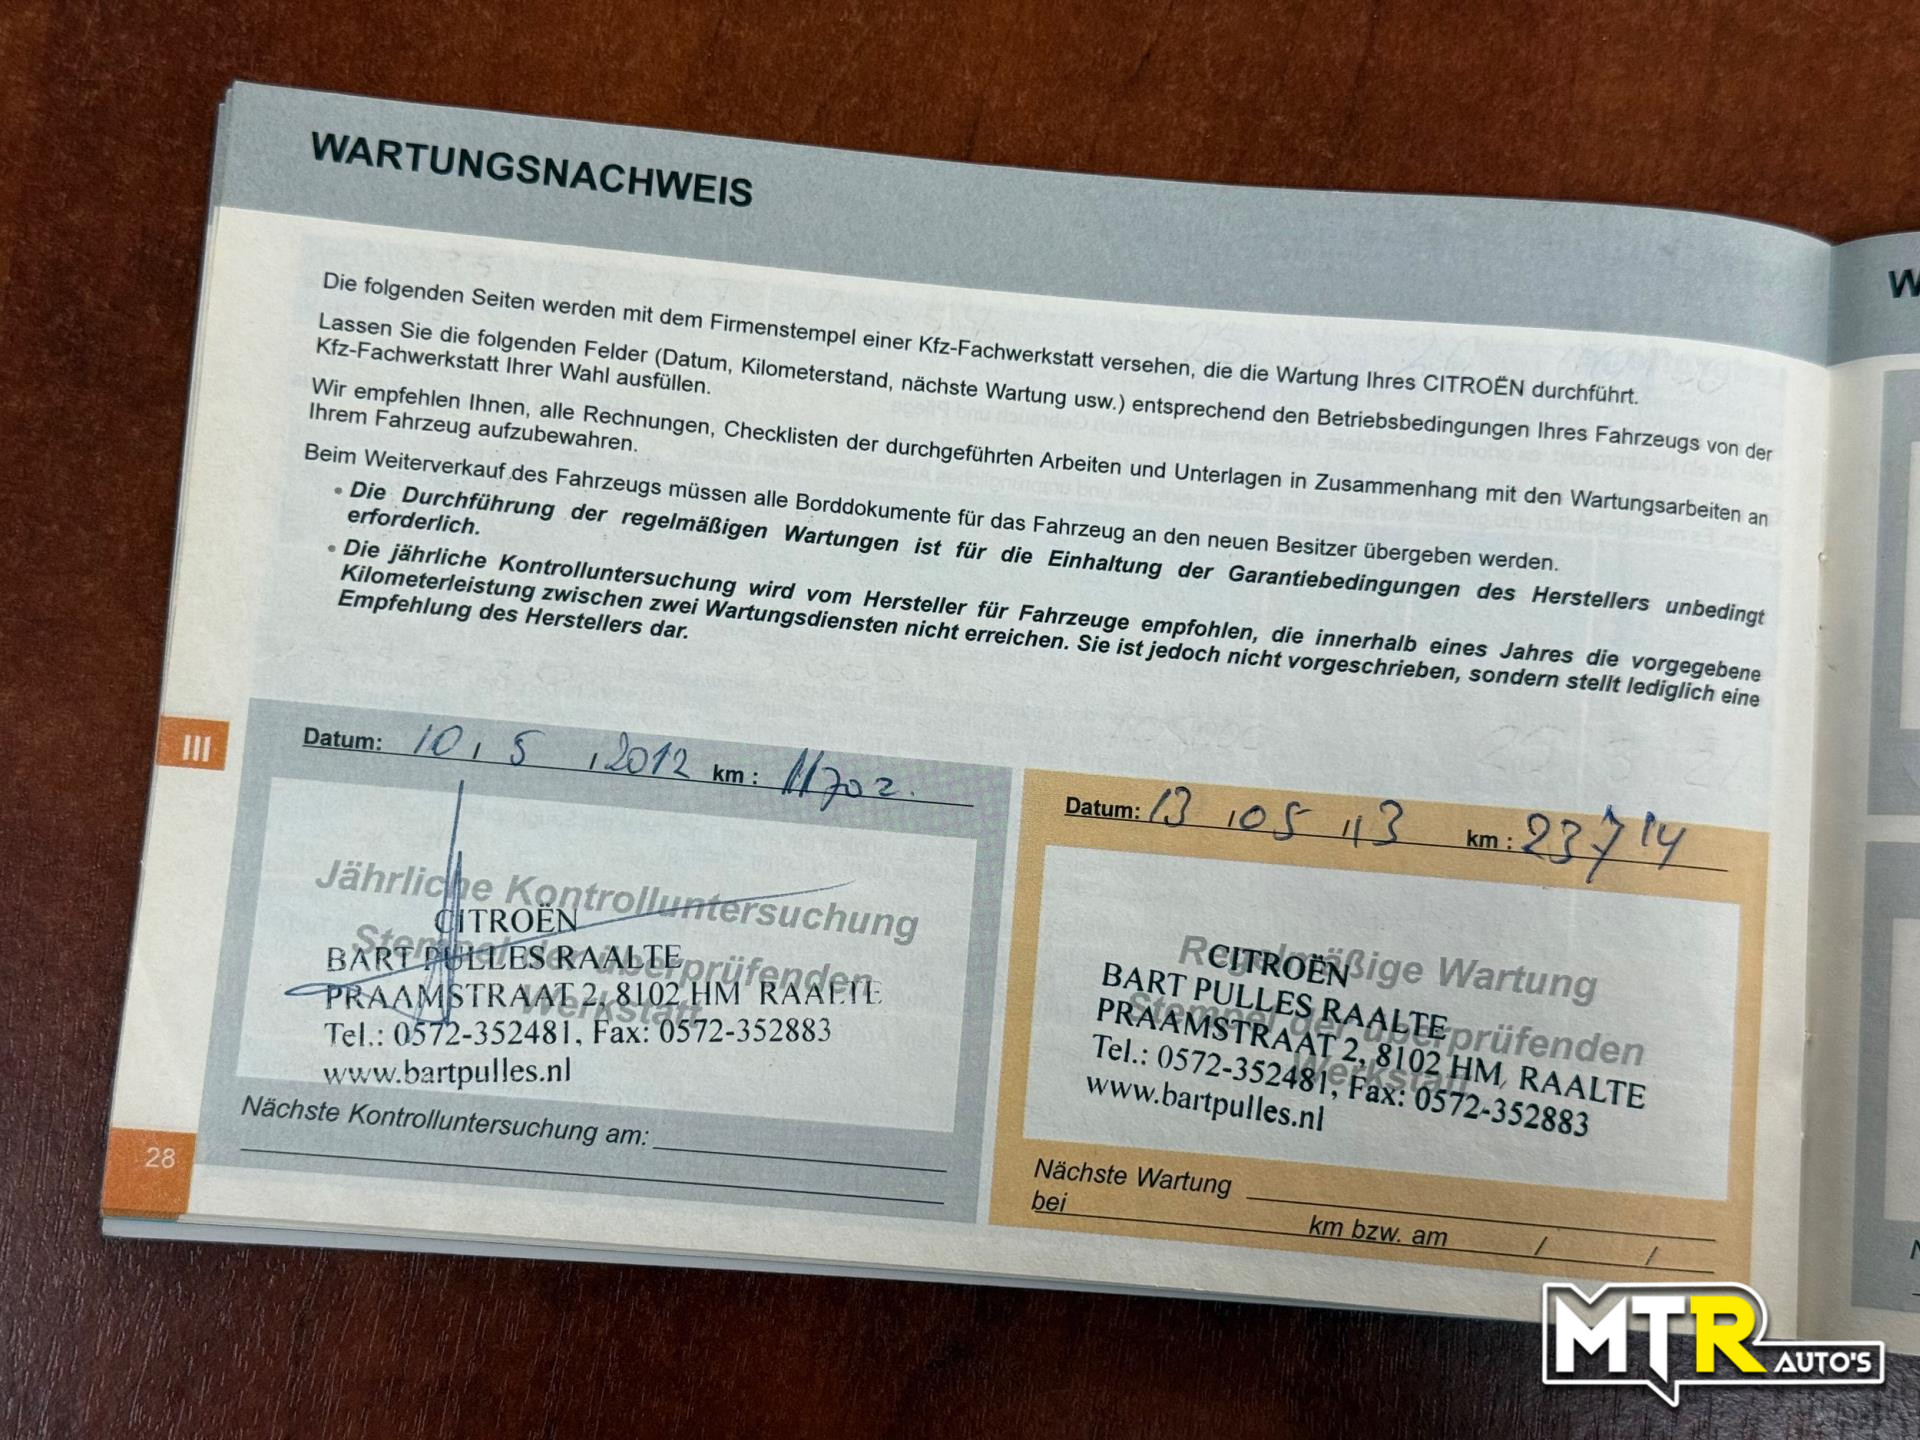 WARTUNGSNACHWEIS
Die folgenden Seiten werden mit dem Firmenstempel einer Kfz-Fachwerkstatt versehen, die die Wartung Ihres CITROËN durchführt.
Lassen Sie die folgenden Felder (Datum, Kilometerstand, nächste Wartung usw.) entsprechend den Betriebsbedingungen Ihres Fahrzeugs von der
Kfz-Fachwerkstatt Ihrer Wahl ausfüllen.
Wir empfehlen Ihnen, alle Rechnungen, Checklisten der durchgeführten Arbeiten und Unterlagen in Zusammenhang mit den Wartungsarbeiten an
Ihrem Fahrzeug aufzubewahren.
Beim Weiterverkauf des Fahrzeugs müssen alle Borddokumente für das Fahrzeug an den neuen Besitzer übergeben werden.
• Die Durchführung der regelmäßigen Wartungen ist für die Einhaltung der Garantiebedingungen des Herstellers unbedingt
erforderlich.
• Die jährliche Kontrolluntersuchung wird vom Hersteller für Fahrzeuge empfohlen, die innerhalb eines Jahres die vorgegebene
Kilometerleistung zwischen zwei Wartungsdiensten nicht erreichen. Sie ist jedoch nicht vorgeschrieben, sondern stellt lediglich eine
Empfehlung des Herstellers dar.
III
Datum: 10, 5, 2012 km : 11702.
Jährliche Kontrolluntersuchung
Stempel der überprüfenden
Werkstatt
CITROËN
BART PULLES RAALTE
PRAAMSTRAAT 2, 8102 HM RAALTE
Tel.: 0572-352481, Fax: 0572-352883
www.bartpulles.nl
Nächste Kontrolluntersuchung am:
Datum: 13, 05, 13 km : 23714
Regelmäßige Wartung
Stempel der überprüfenden
Werkstatt
CITROËN
BART PULLES RAALTE
PRAAMSTRAAT 2, 8102 HM, RAALTE
Tel.: 0572-352481, Fax: 0572-352883
www.bartpulles.nl
Nächste Wartung
bei km bzw. am / /
28
MTR AUTO'S